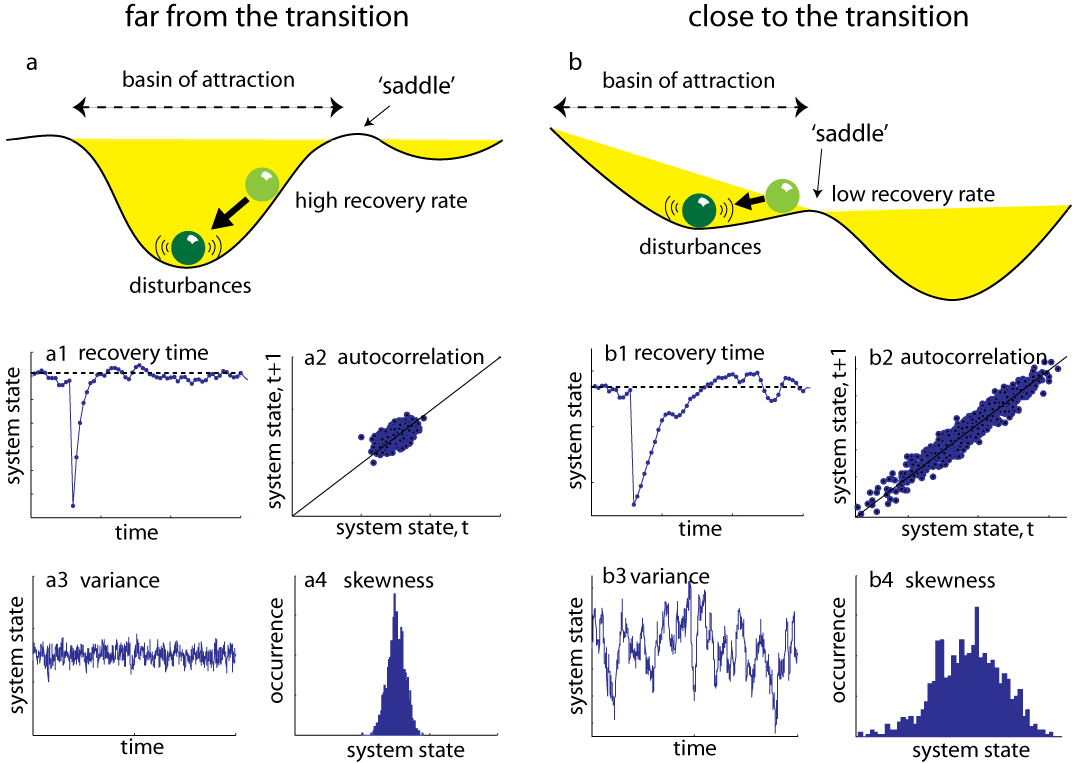 far from the transition
close to the transition
a
basin of attraction
'saddle'
high recovery rate
disturbances
b
basin of attraction
'saddle'
low recovery rate
disturbances
a1 recovery time
system state
time
a2 autocorrelation
system state, t+1
system state, t
b1 recovery time
system state
time
b2 autocorrelation
system state, t+1
system state, t
a3 variance
system state
time
a4 skewness
occurrence
system state
b3 variance
system state
time
b4 skewness
occurrence
system state